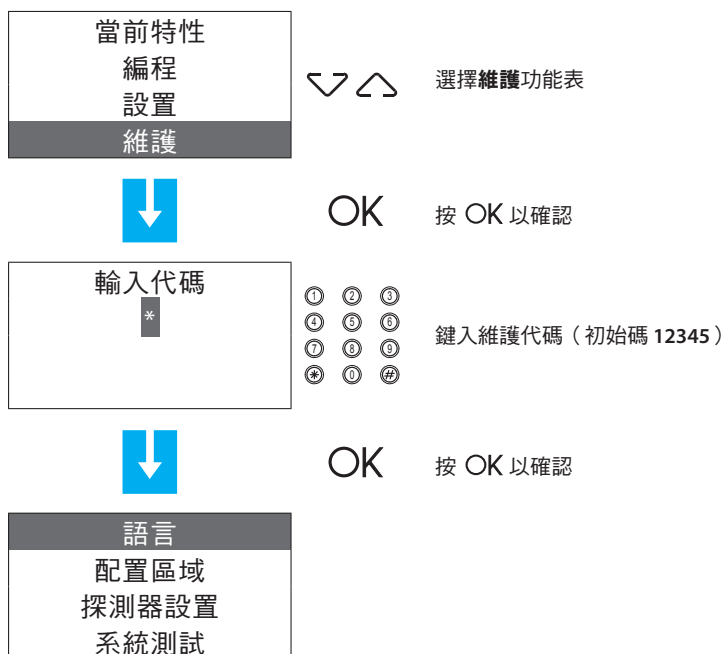 當前特性
編程
設置
維護
選擇維護功能表
OK
按 OK 以確認
輸入代碼
*
1 2 3
4 5 6
7 8 9
* 0 #
鍵入維護代碼（初始碼 12345）
OK
按 OK 以確認
語言
配置區域
探測器設置
系統測試